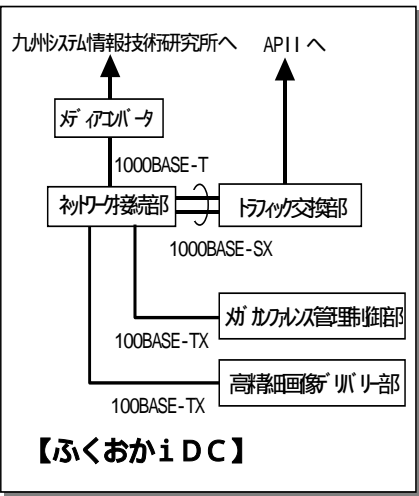 九州システム情報技術研究所へ APIIへ
メディアコンバータ
1000BASE-T
ネットワーク接続部 トラフィック交換部
1000BASE-SX
メガカンファレンス管理制御部
100BASE-TX
高精細画像デリバリー部
100BASE-TX
【ふくおかiDC】